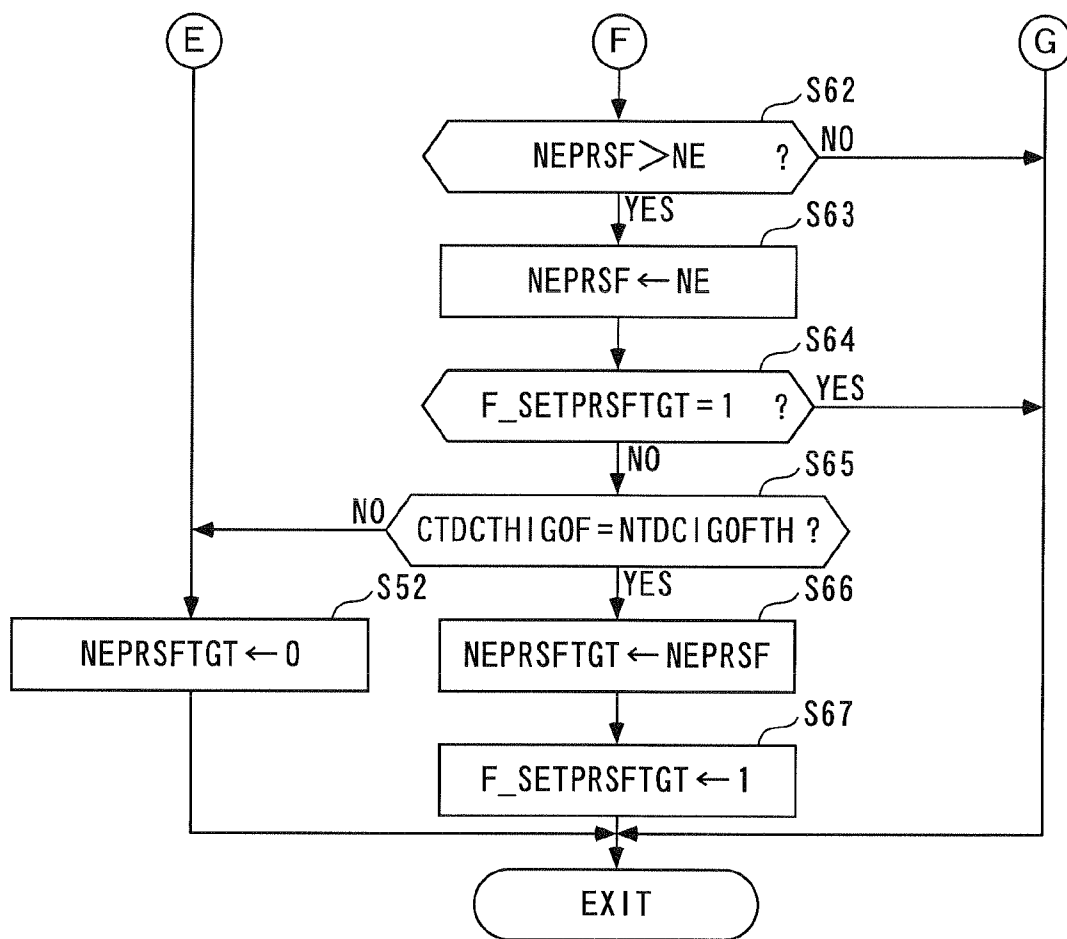 E
F
G
S62
NEPRSF>NE ?
NO
YES
S63
NEPRSF←NE
S64
F_SETPRSFTGT=1 ?
YES
NO
S65
NO
CTDCTHIGOF=NTDCIGOFTH ?
YES
S52
S66
NEPRSFTGT←0
NEPRSFTGT←NEPRSF
S67
F_SETPRSFTGT←1
EXIT